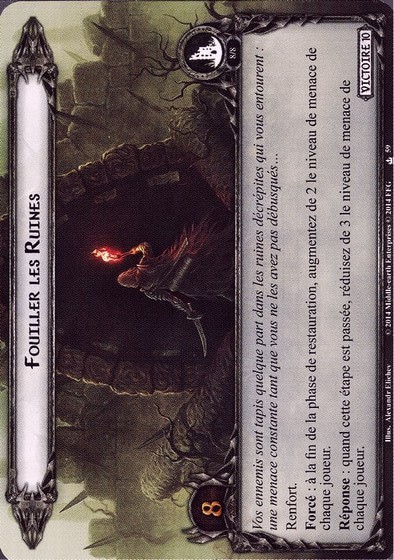 FOUILLER LES RUINES
8
8/8
Vos ennemis sont tapis quelque part dans les ruines décrépites qui vous entourent :
une menace constante tant que vous ne les avez pas débusqués…
Renfort.
Forcé : à la fin de la phase de restauration, augmentez de 2 le niveau de menace de
chaque joueur.
Réponse : quand cette étape est passée, réduisez de 3 le niveau de menace de
chaque joueur.
VICTOIRE 10
Illus. Alexandr Elichev
© 2014 Middle-earth Enterprises © 2014 FFG
59